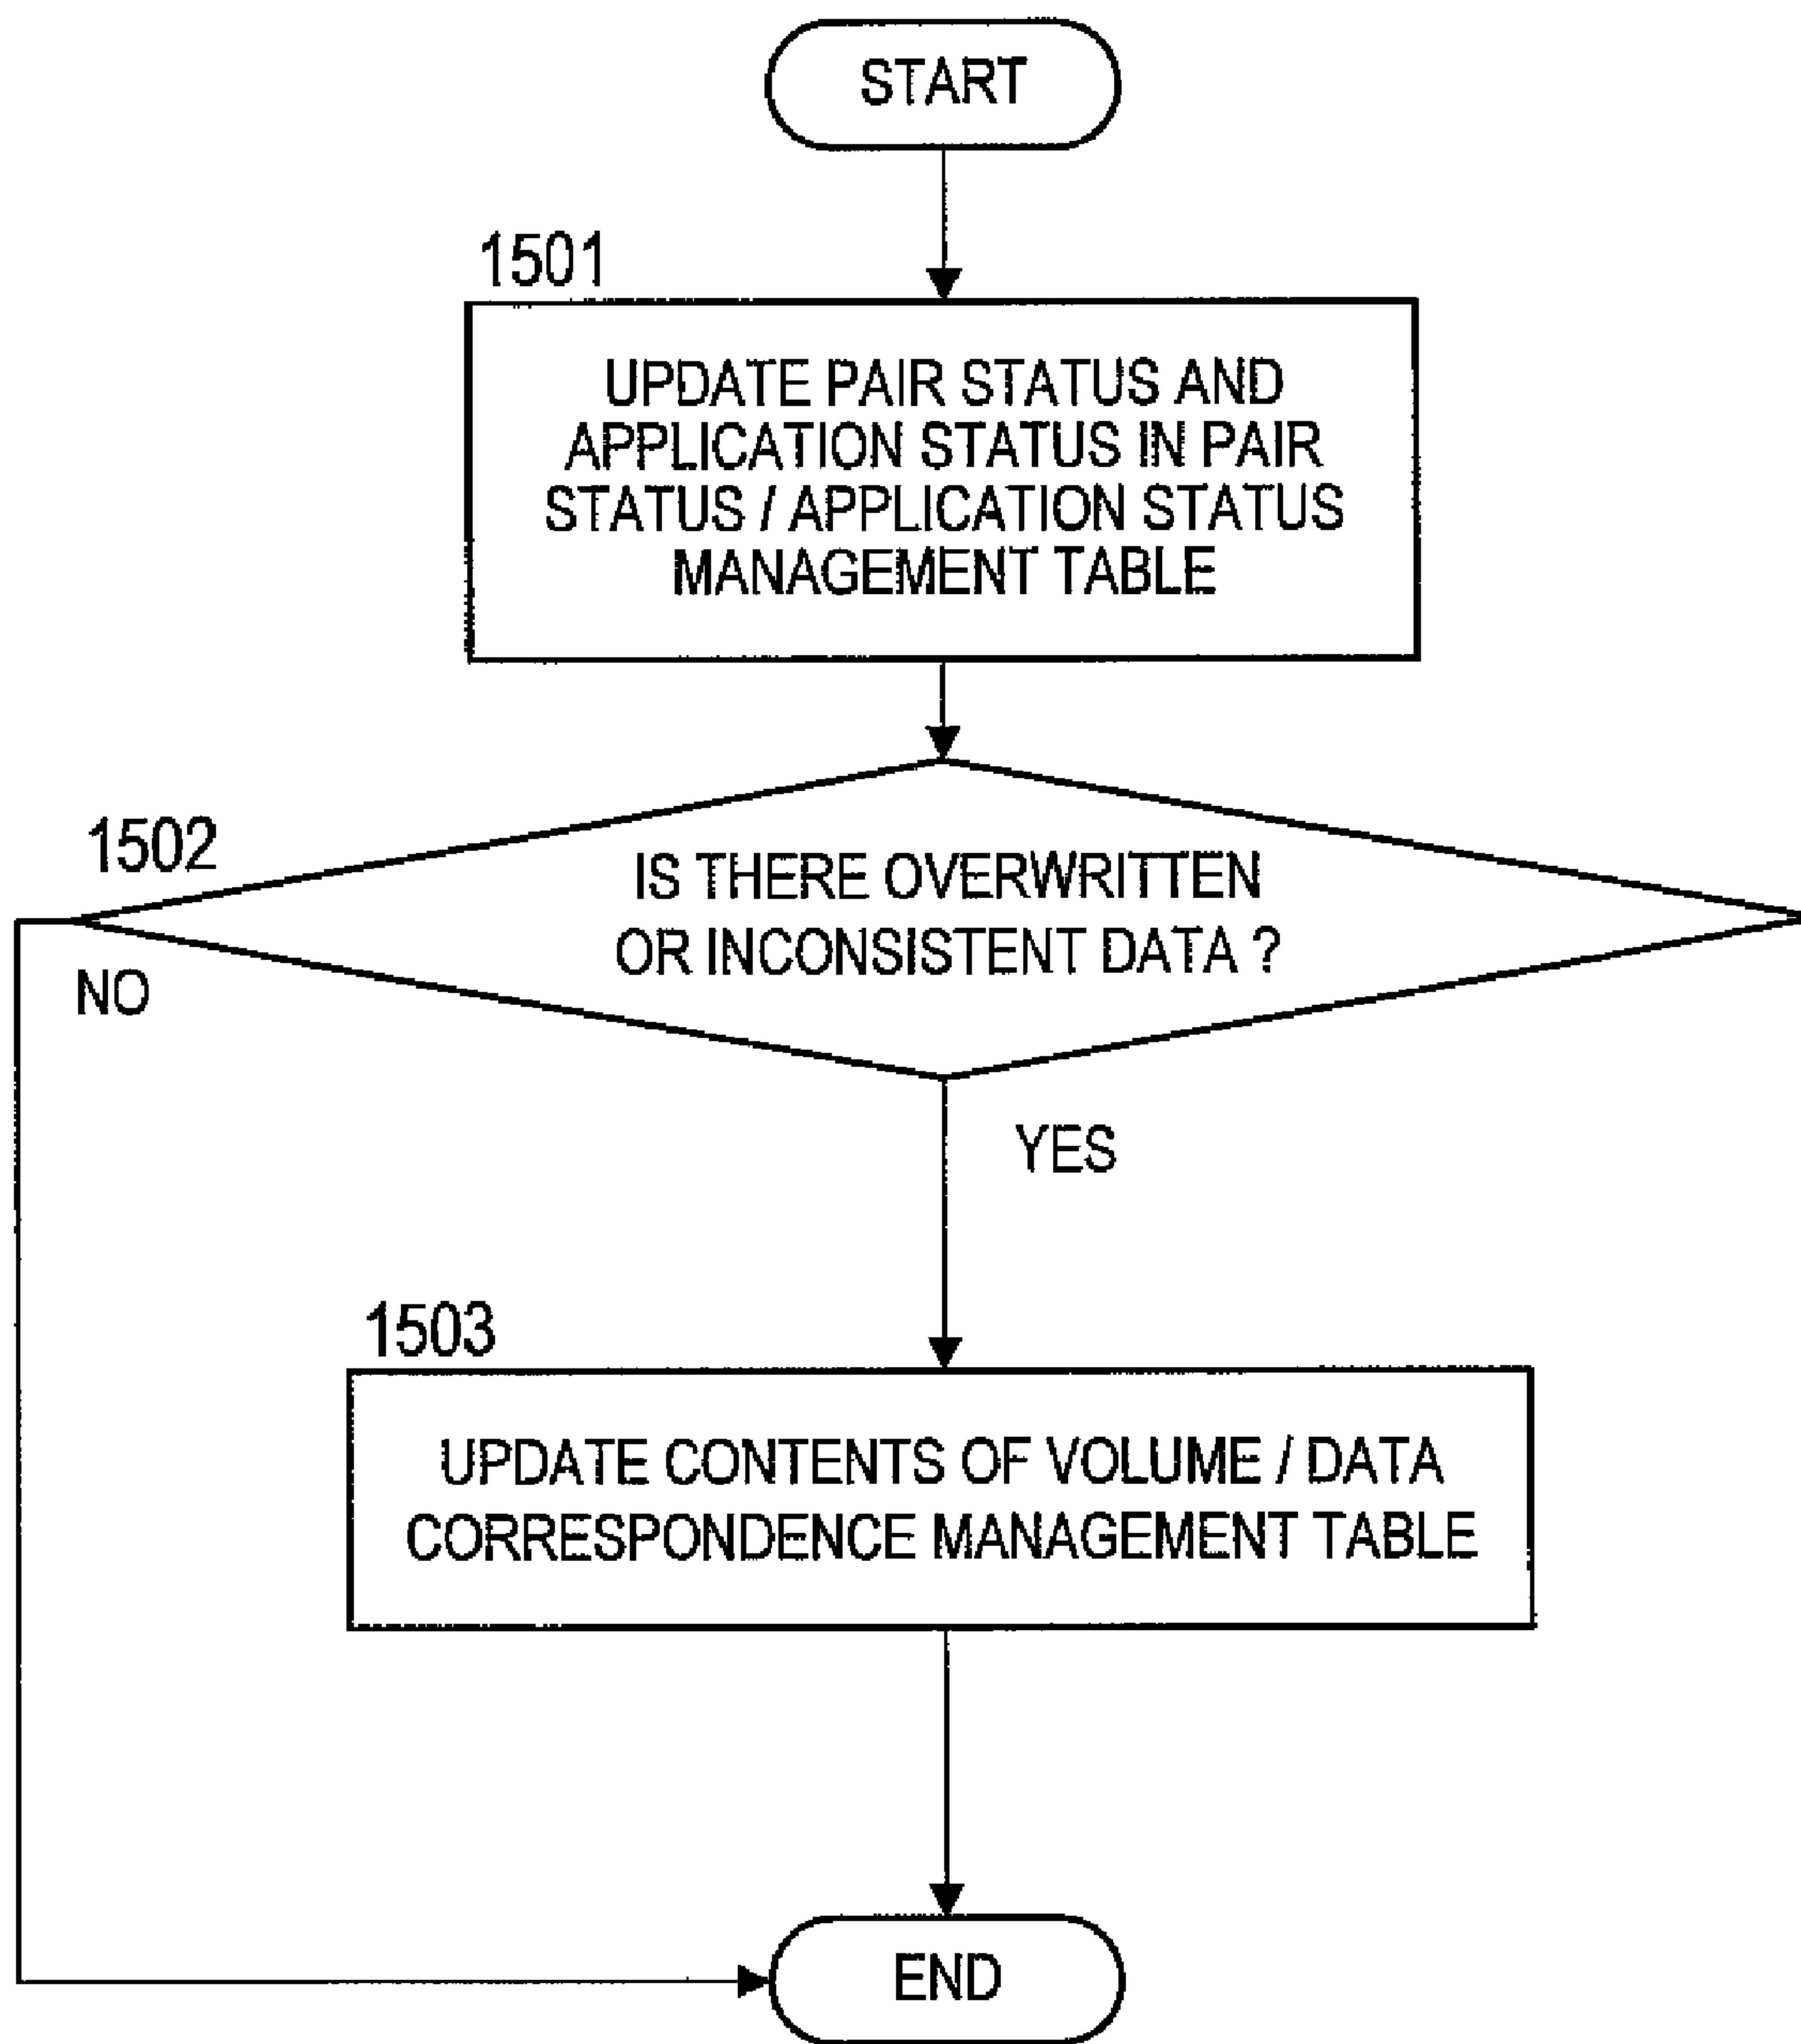 START
1501
UPDATE PAIR STATUS AND
APPLICATION STATUS IN PAIR
STATUS / APPLICATION STATUS
MANAGEMENT TABLE
1502
IS THERE OVERWRITTEN
OR INCONSISTENT DATA ?
NO
YES
1503
UPDATE CONTENTS OF VOLUME / DATA
CORRESPONDENCE MANAGEMENT TABLE
END